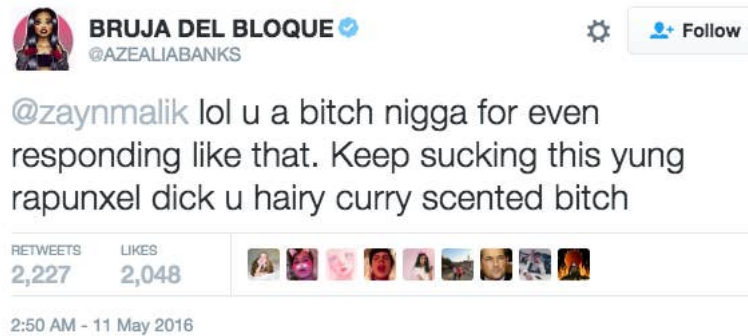 BRUJA DEL BLOQUE
Follow
@AZEALIABANKS
@zaynmalik lol u a bitch nigga for even
responding like that. Keep sucking this yung
rapunxel dick u hairy curry scented bitch
RETWEETS LIKES
2,227 2,048
2:50 AM - 11 May 2016